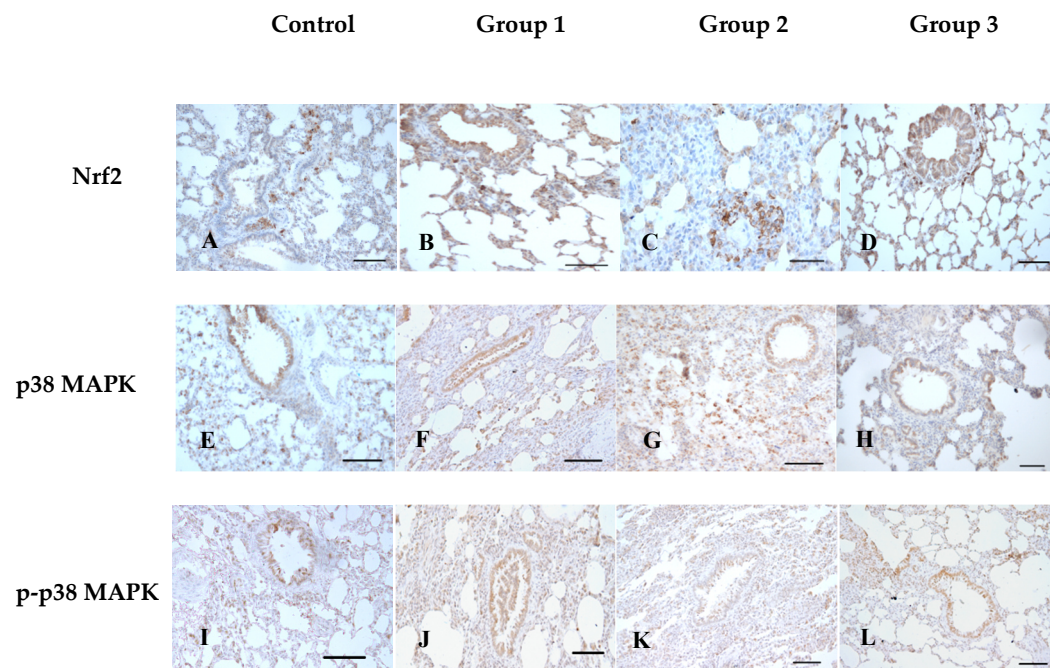 Control Group 1 Group 2 Group 3
Nrf2
A B C D
p38 MAPK
E F G H
p-p38 MAPK
I J K L